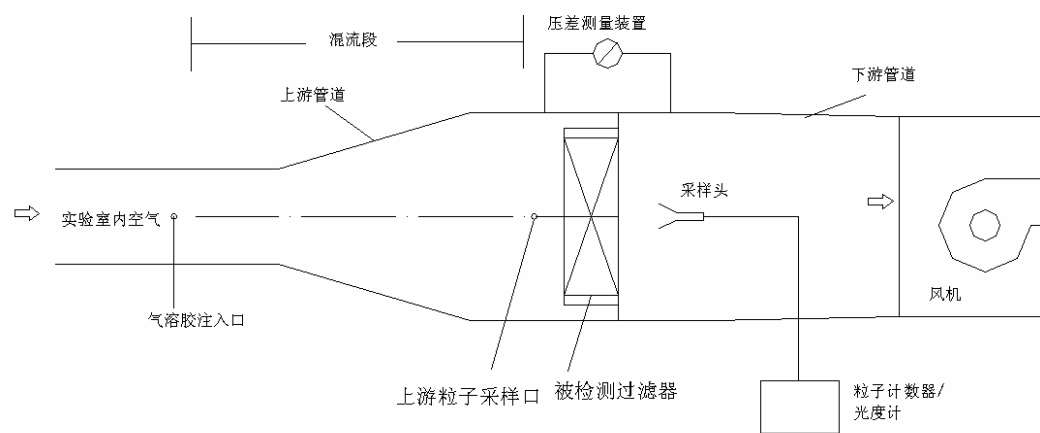 混流段
压差测量装置
上游管道
下游管道
实验室内空气
采样头
气溶胶注入口
风机
上游粒子采样口
被检测过滤器
粒子计数器/
光度计